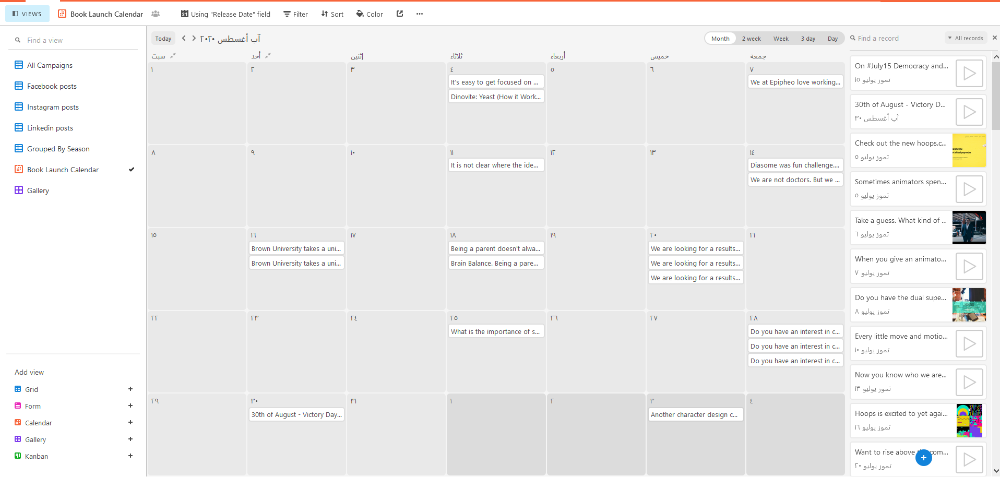 VIEWS
Book Launch Calendar
31 Using "Release Date" field
Filter
Sort
Color
Find a view
All Campaigns
Facebook posts
Instagram posts
Linkedin posts
Grouped By Season
Book Launch Calendar
Gallery
Add view
Grid
Form
Calendar
Gallery
Kanban
Today
آب أغسطس ٢٠٢٠
Month 2 week Week 3 day Day
سبت أحد إثنين ثلاثاء أربعاء خميس جمعة
١ ٢ ٣ ٤ ٥ ٦ ٧
It's easy to get focused on ...
Dinovite: Yeast (How it Work...
We at Epipheo love working...
٨ ٩ ١٠ ١١ ١٢ ١٣ ١٤
It is not clear where the ide...
Diasome was fun challenge....
We are not doctors. But we ...
١٥ ١٦ ١٧ ١٨ ١٩ ٢٠ ٢١
Brown University takes a uni...
Brown University takes a uni...
Being a parent doesn't alwa...
Brain Balance. Being a pare...
We are looking for a results...
We are looking for a results...
We are looking for a results...
٢٢ ٢٣ ٢٤ ٢٥ ٢٦ ٢٧ ٢٨
What is the importance of s...
Do you have an interest in c...
Do you have an interest in c...
Do you have an interest in c...
٢٩ ٣٠ ٣١ ١ ٢ ٣ ٤
30th of August - Victory Day...
Another character design c...
Find a record
All records
On #July15 Democracy and...
تموز يوليو ١٥
30th of August - Victory D...
آب أغسطس ٣٠
Check out the new hoops.c...
تموز يوليو ٥
Sometimes animators spen...
تموز يوليو ٥
Take a guess. What kind of ...
تموز يوليو ٦
When you give an animato...
تموز يوليو ٧
Do you have the dual supe...
تموز يوليو ٨
Every little move and motio...
تموز يوليو ١٠
Now you know who we are...
تموز يوليو ١٣
Hoops is excited to yet agai...
تموز يوليو ١٦
Want to rise above com...
تموز يوليو ٢٠